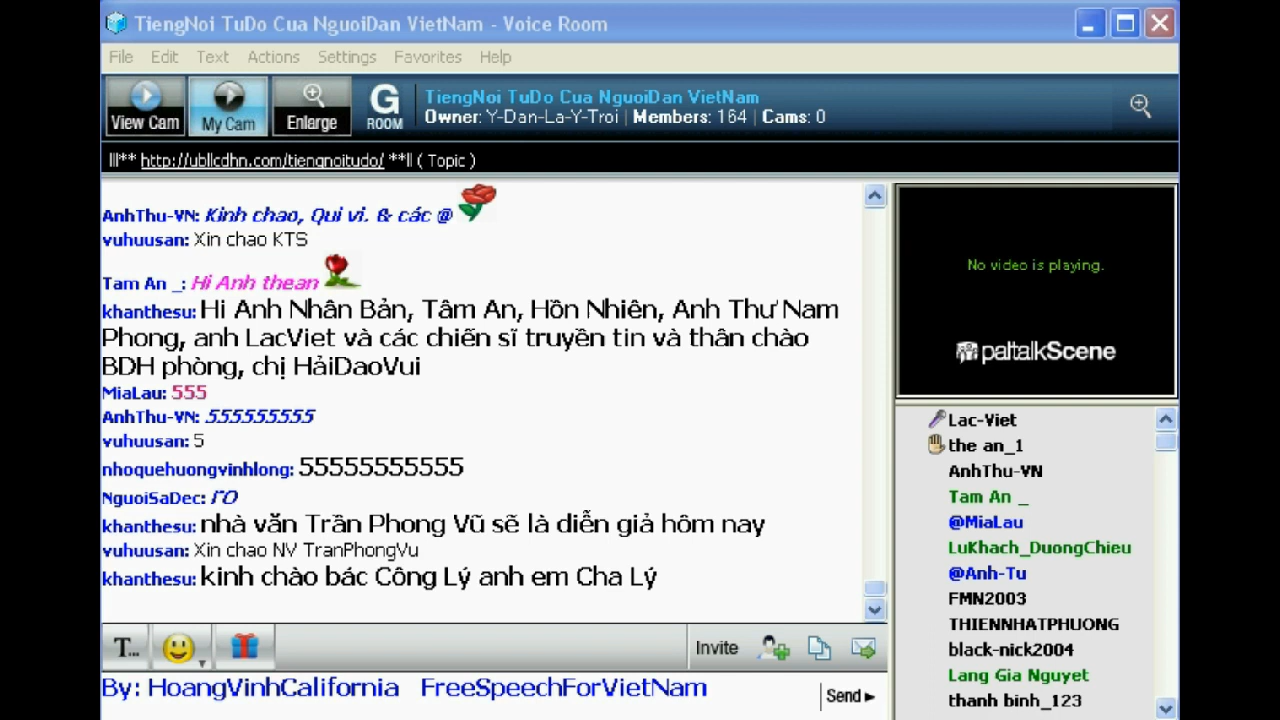 TiengNoi TuDo Cua NguoiDan VietNam - Voice Room
File Edit Text Actions Settings Favorites Help
View Cam My Cam Enlarge G ROOM
TiengNoi TuDo Cua NguoiDan VietNam
Owner: Y-Dan-La-Y-Troi | Members: 164 | Cams: 0
lll** http://ubllcdhn.com/tiengnoitudo/ **ll ( Topic )
AnhThu-VN: Kinh chao, Qui vi. & các @
vuhuusan: Xin chao KTS
Tam An _: Hi Anh thean
khanthesu: Hi Anh Nhân Bản, Tâm An, Hồn Nhiên, Anh Thư Nam
Phong, anh LacViet và các chiến sĩ truyền tin và thân chào
BDH phòng, chị HảiDaoVui
MiaLau: 555
AnhThu-VN: 555555555
vuhuusan: 5
nhoquehuongvinhlong: 55555555555
NguoiSaDec: ro
khanthesu: nhà văn Trần Phong Vũ sẽ là diễn giả hôm nay
vuhuusan: Xin chao NV TranPhongVu
khanthesu: kinh chào bác Công Lý anh em Cha Lý
No video is playing.
paltalkScene
Lac-Viet
the an_1
AnhThu-VN
Tam An _
@MiaLau
LuKhach_DuongChieu
@Anh-Tu
FMN2003
THIENNHATPHUONG
black-nick2004
Lang Gia Nguyet
thanh binh_123
T... Invite
By: HoangVinhCalifornia FreeSpeechForVietNam
Send